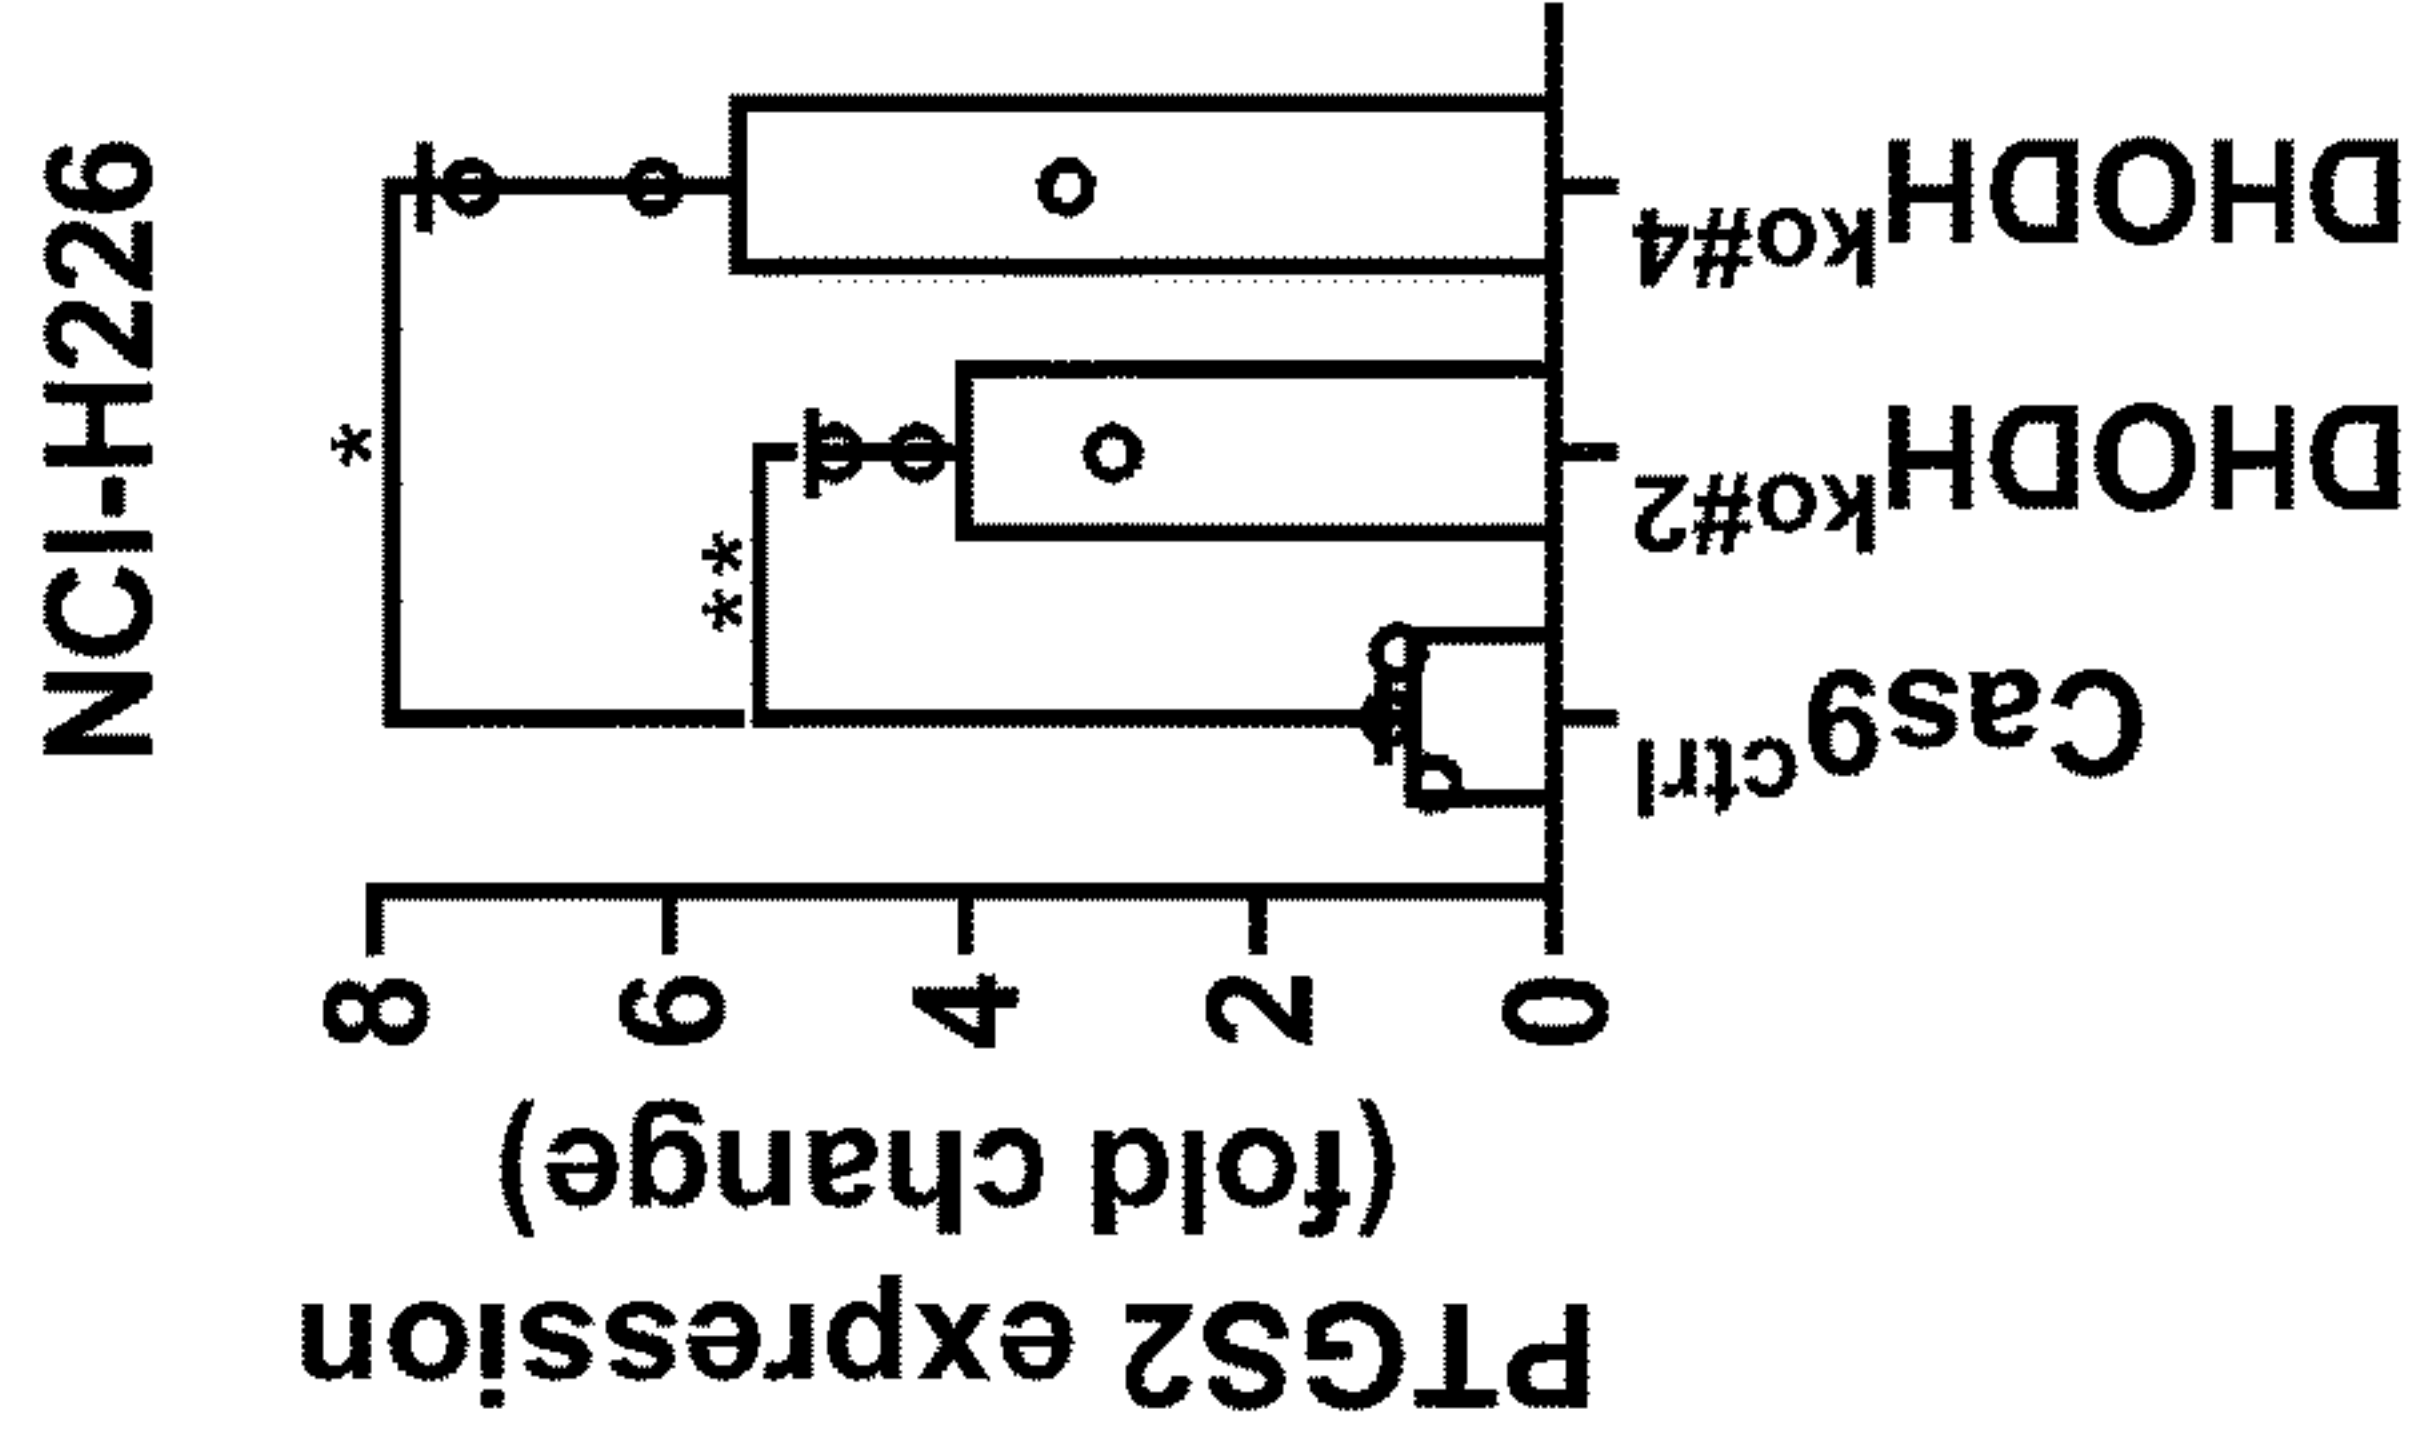 NCI-H226
PTGS2 expression
(fold change)
8
6
4
2
0
*
**
Cas9ctrl
DHODHko#2
DHODHko#4